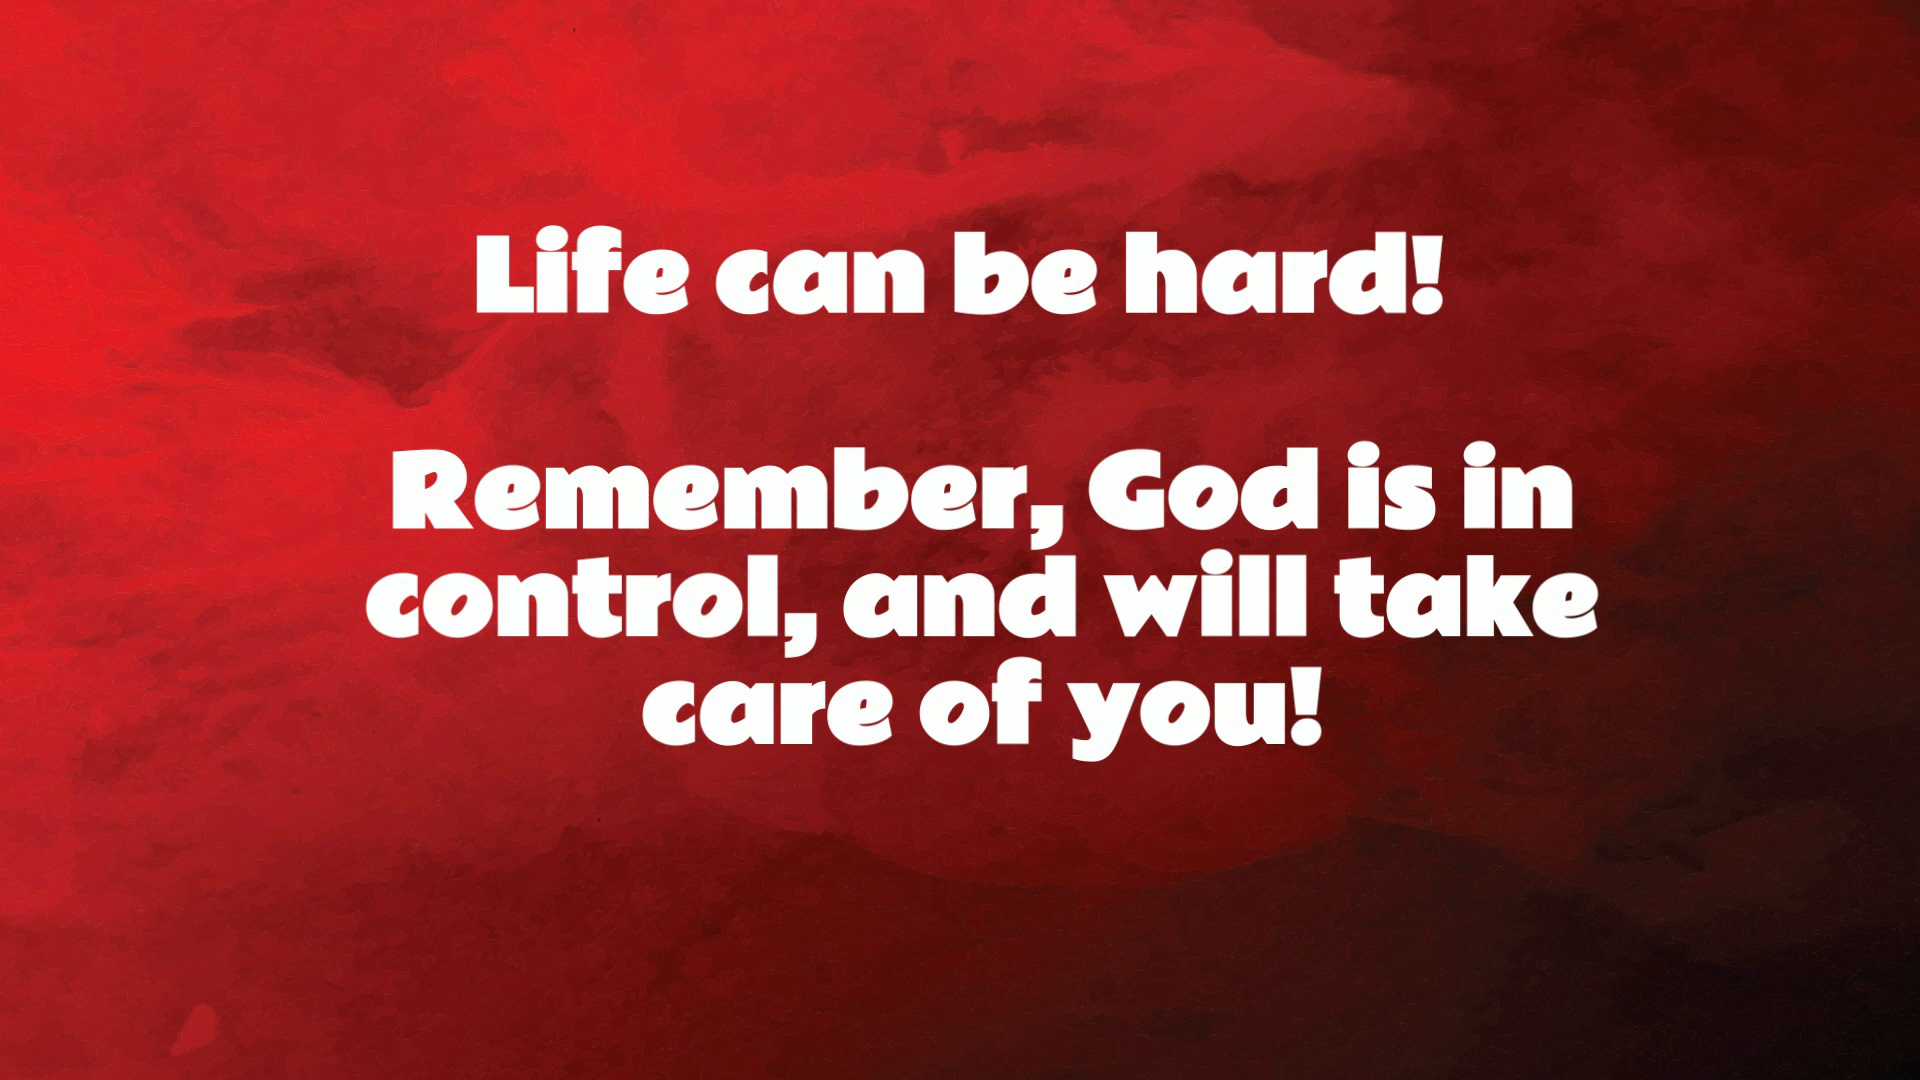 Life can be hard!
Remember, God is in
control, and will take
care of you!